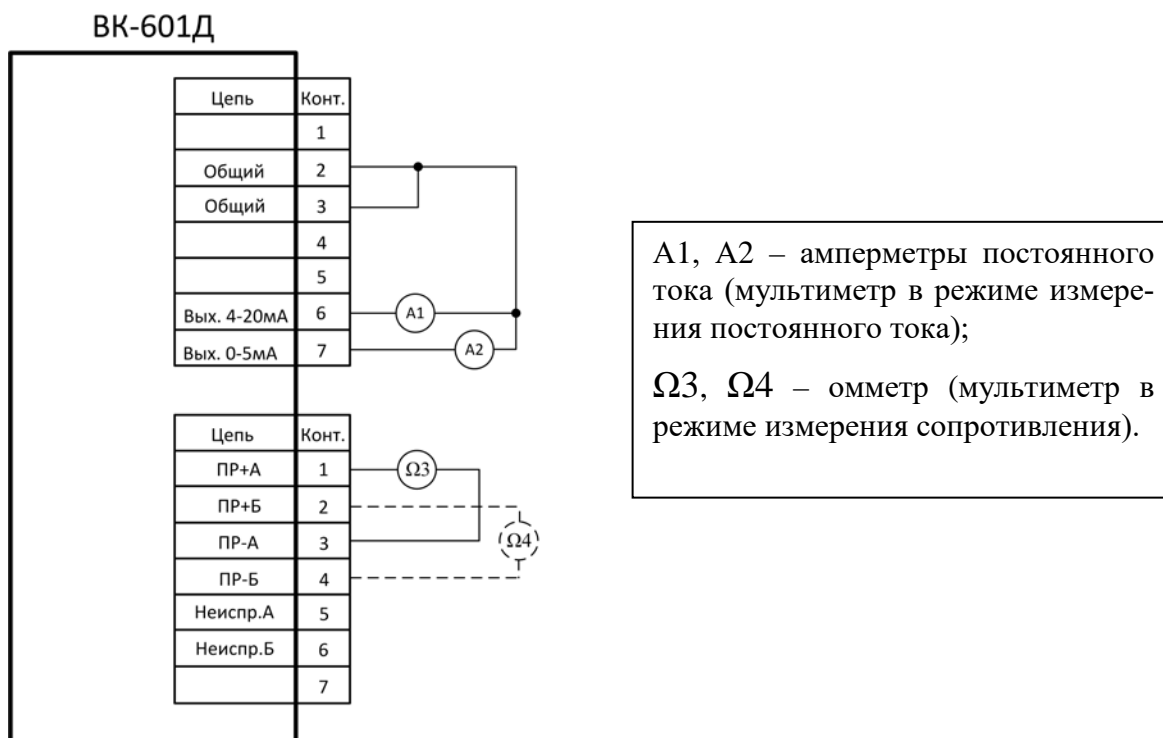 ВК-601Д
Цепь Конт.
1
Общий 2
Общий 3
4
5
Вых. 4-20мА 6 А1
Вых. 0-5мА 7 А2
Цепь Конт.
ПР+А 1 Ω3
ПР+Б 2
ПР-А 3 Ω4
ПР-Б 4
Неиспр.А 5
Неиспр.Б 6
7
А1, А2 – амперметры постоянного
тока (мультиметр в режиме измере-
ния постоянного тока);
Ω3, Ω4 – омметр (мультиметр в
режиме измерения сопротивления).